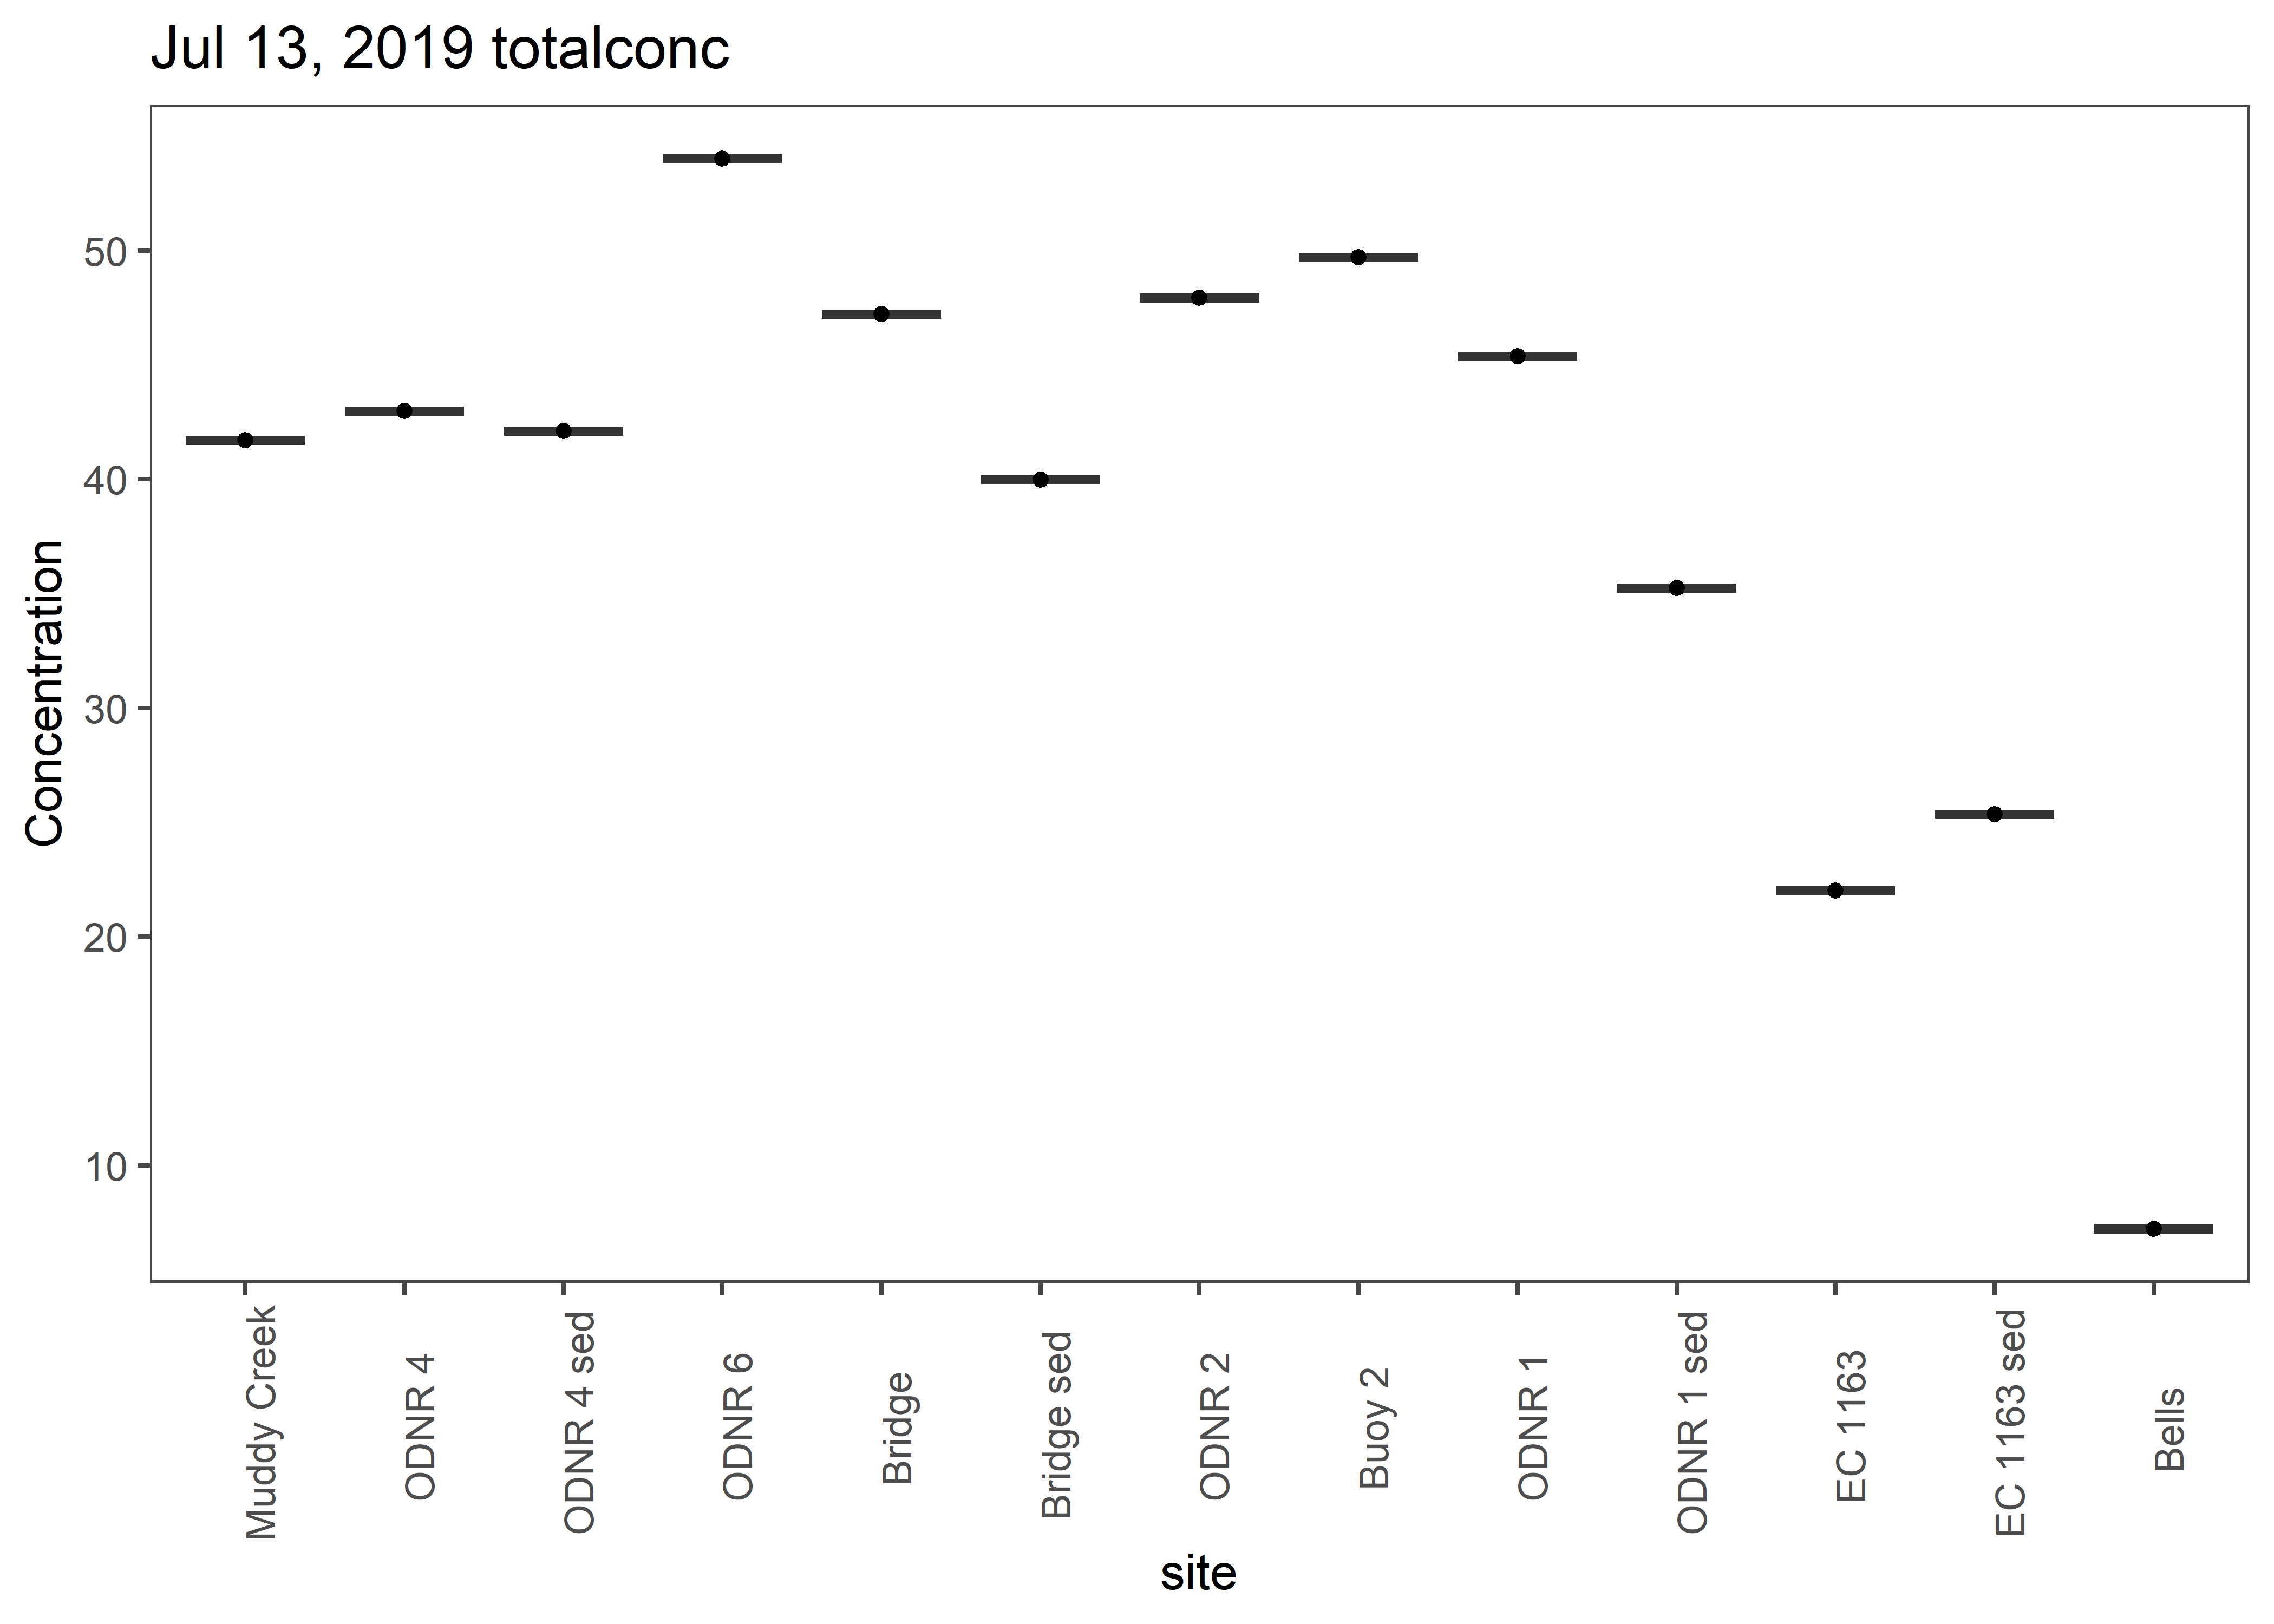 Jul 13, 2019 totalconc
Concentration
50
40
30
20
10
Muddy Creek
ODNR 4
ODNR 4 sed
ODNR 6
Bridge
Bridge sed
ODNR 2
Buoy 2
ODNR 1
ODNR 1 sed
EC 1163
EC 1163 sed
Bells
site